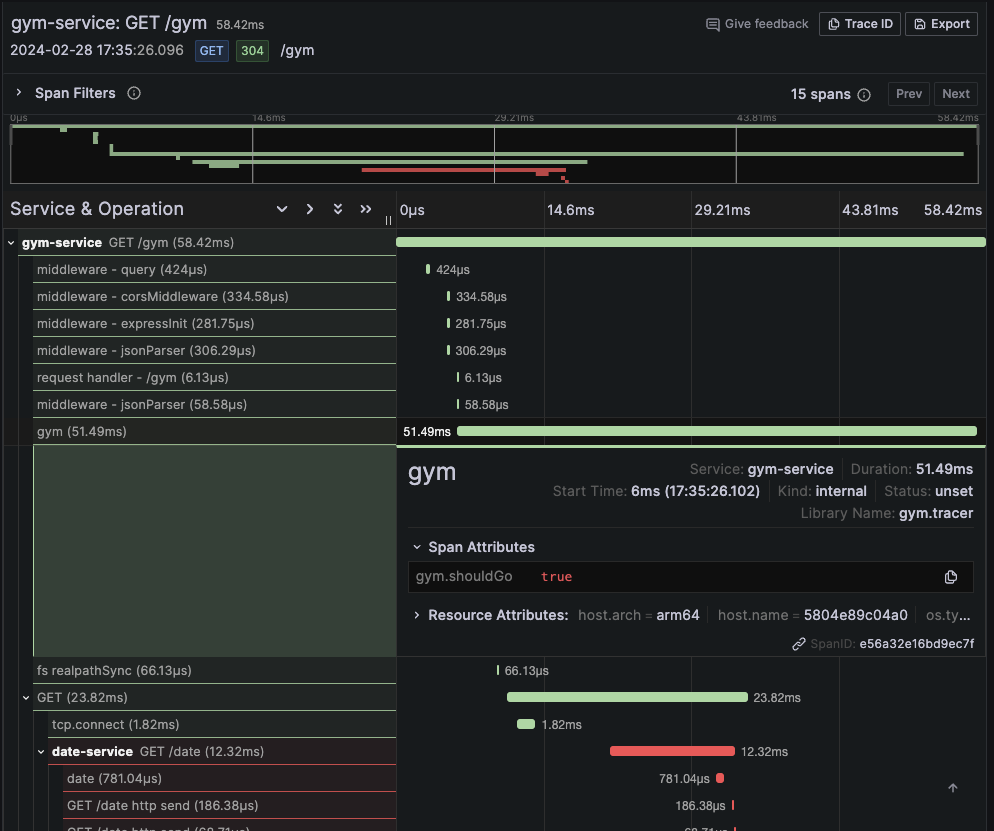 gym-service: GET /gym 58.42ms
Give feedback
Trace ID
Export
2024-02-28 17:35:26.096 GET 304 /gym
Span Filters
15 spans
Prev
Next
0μs 14.6ms 29.21ms 43.81ms 58.42ms
Service & Operation
0μs 14.6ms 29.21ms 43.81ms 58.42ms
gym-service GET /gym (58.42ms)
middleware - query (424μs) 424μs
middleware - corsMiddleware (334.58μs) 334.58μs
middleware - expressInit (281.75μs) 281.75μs
middleware - jsonParser (306.29μs) 306.29μs
request handler - /gym (6.13μs) 6.13μs
middleware - jsonParser (58.58μs) 58.58μs
gym (51.49ms) 51.49ms
gym
Service: gym-service Duration: 51.49ms
Start Time: 6ms (17:35:26.102) Kind: internal Status: unset
Library Name: gym.tracer
Span Attributes
gym.shouldGo true
Resource Attributes: host.arch = arm64 host.name = 5804e89c04a0 os.ty...
SpanID: e56a32e16bd9ec7f
fs realpathSync (66.13μs) 66.13μs
GET (23.82ms) 23.82ms
tcp.connect (1.82ms) 1.82ms
date-service GET /date (12.32ms) 12.32ms
date (781.04μs) 781.04μs
GET /date http send (186.38μs) 186.38μs
GET /date http send (68.71μs) 68.71μs